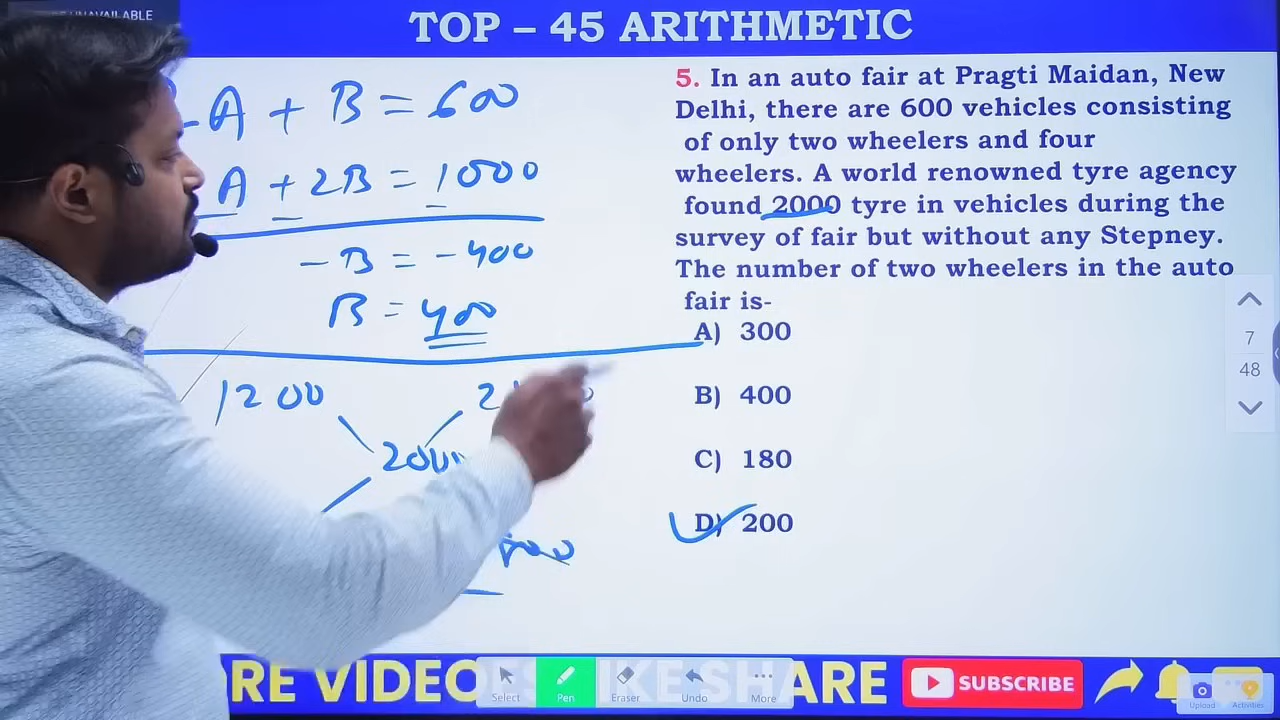 UNAVAILABLE
TOP – 45 ARITHMETIC
A + B = 600
A + 2B = 1000
-B = -400
B = 400
1200
2000
5. In an auto fair at Pragti Maidan, New
Delhi, there are 600 vehicles consisting
of only two wheelers and four
wheelers. A world renowned tyre agency
found 2000 tyre in vehicles during the
survey of fair but without any Stepney.
The number of two wheelers in the auto
fair is-
A) 300
B) 400
C) 180
D) 200
7
48
SUBSCRIBE
Select
Pen
Eraser
Undo
More
Upload
Activities